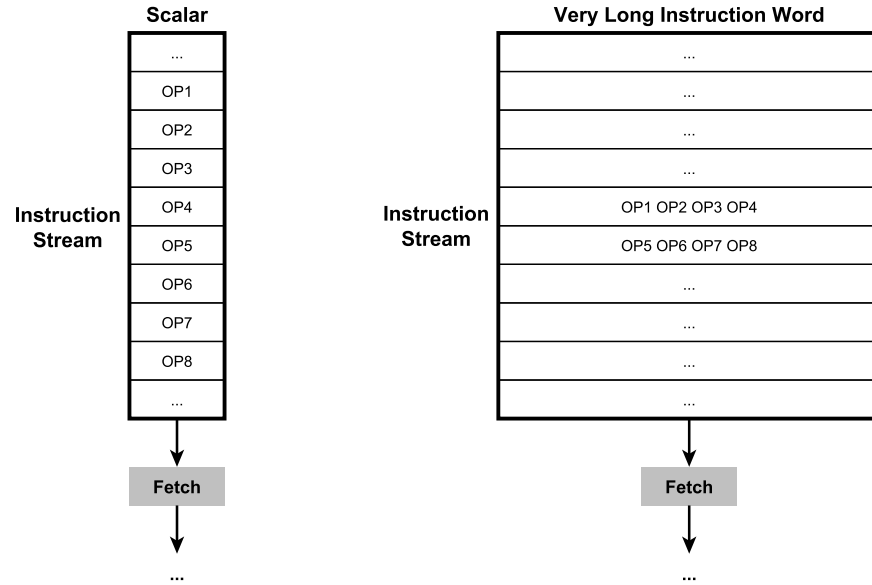 Scalar
...
OP1
OP2
OP3
OP4
OP5
OP6
OP7
OP8
...
Instruction
Stream
Fetch
...
Very Long Instruction Word
...
...
...
...
OP1 OP2 OP3 OP4
OP5 OP6 OP7 OP8
...
...
...
...
Instruction
Stream
Fetch
...